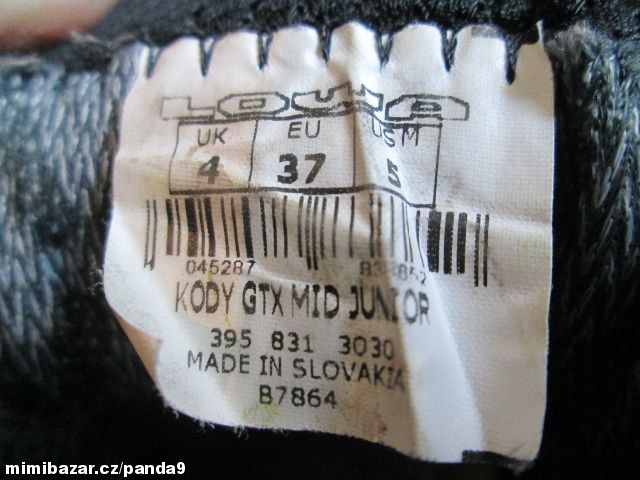 LOWA
UK EU USM
4 37 5
045287
KODY GTX MID JUNIOR
395 831 3030
MADE IN SLOVAKIA
B7864
mimibazar.cz/panda9